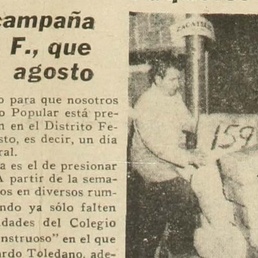 campaña
F., que
agosto
o para que nosotros
o Popular está pre-
n en el Distrito Fe-
sto, es decir, un día
ral.
a es el de presionar
A partir de la sema-
os en diversos rum-
ndo ya sólo falten
dades del Colegio
nstruoso” en el que
ardo Toledano, ade-
ZACATECAS
159